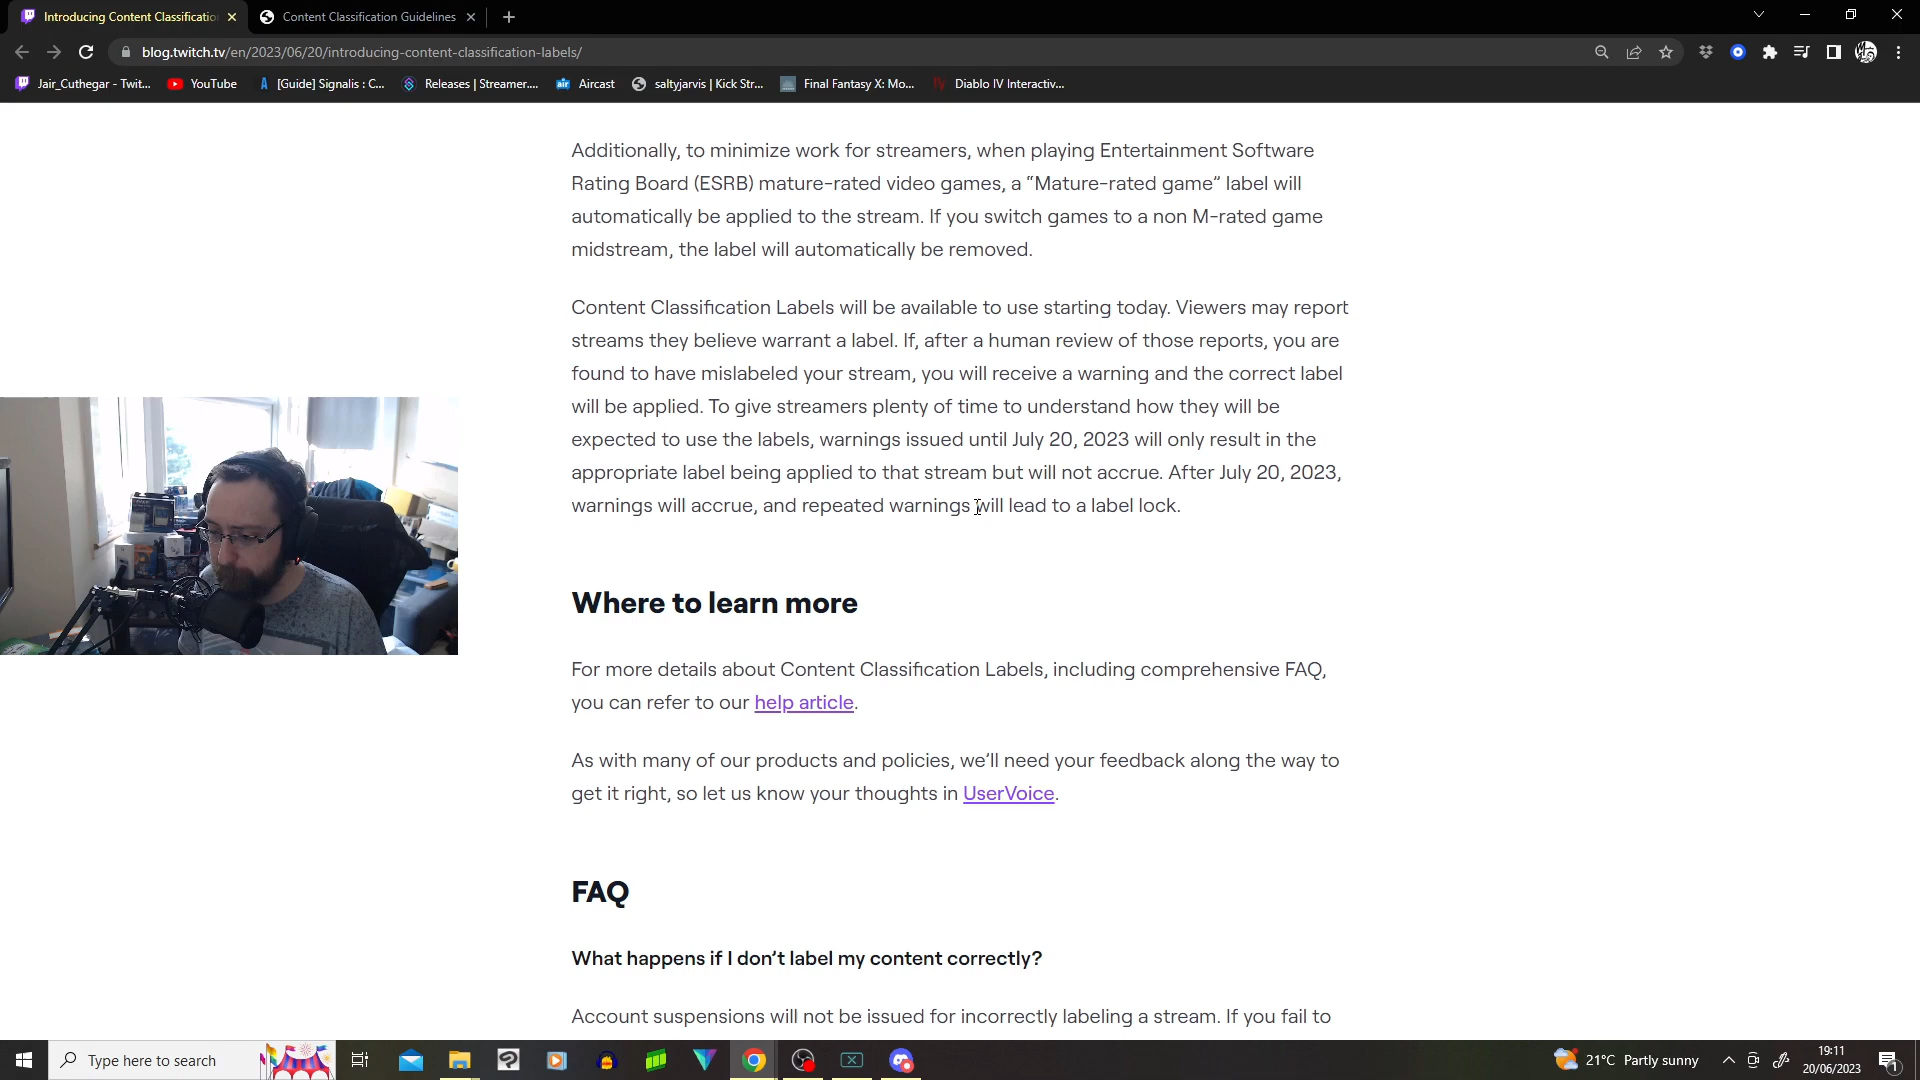 Introducing Content Classificatio
Content Classification Guidelines
blog.twitch.tv/en/2023/06/20/introducing-content-classification-labels/
Jair_Cuthegar - Twit...
YouTube
[Guide] Signalis : C...
Releases | Streamer....
air
Aircast
saltyjarvis | Kick Str...
Final Fantasy X: Mo...
Diablo IV Interactiv...
Additionally, to minimize work for streamers, when playing Entertainment Software
Rating Board (ESRB) mature-rated video games, a “Mature-rated game” label will
automatically be applied to the stream. If you switch games to a non M-rated game
midstream, the label will automatically be removed.
Content Classification Labels will be available to use starting today. Viewers may report
streams they believe warrant a label. If, after a human review of those reports, you are
found to have mislabeled your stream, you will receive a warning and the correct label
will be applied. To give streamers plenty of time to understand how they will be
expected to use the labels, warnings issued until July 20, 2023 will only result in the
appropriate label being applied to that stream but will not accrue. After July 20, 2023,
warnings will accrue, and repeated warnings will lead to a label lock.
Where to learn more
For more details about Content Classification Labels, including comprehensive FAQ,
you can refer to our help article.
As with many of our products and policies, we’ll need your feedback along the way to
get it right, so let us know your thoughts in UserVoice.
FAQ
What happens if I don’t label my content correctly?
Account suspensions will not be issued for incorrectly labeling a stream. If you fail to
Type here to search
21°C Partly sunny
19:11
20/06/2023
1